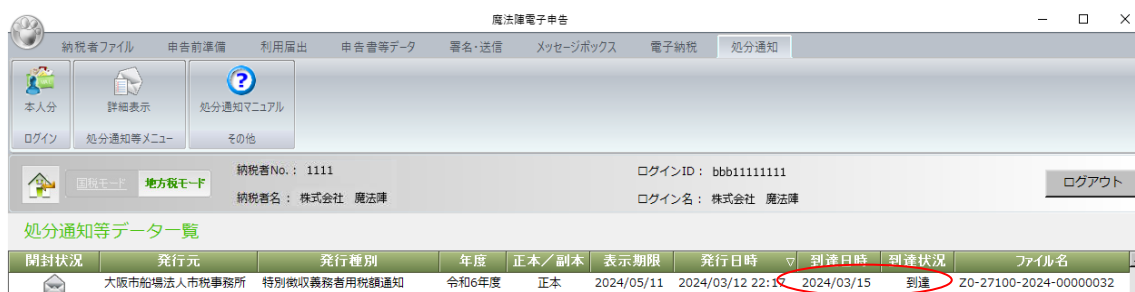 魔法陣電子申告
納税者ファイル 申告前準備 利用届出 申告書等データ 署名・送信 メッセージボックス 電子納税 処分通知
本人分 詳細表示 処分通知マニュアル
ログイン 処分通知等メニュー その他
国税モード 地方税モード
納税者No.： 1111 ログインID： bbb11111111
納税者名： 株式会社 魔法陣 ログイン名： 株式会社 魔法陣
ログアウト
処分通知等データ一覧
開封状況 発行元 発行種別 年度 正本／副本 表示期限 発行日時 ▽ 到達日時 到達状況 ファイル名
大阪市船場法人市税事務所 特別徴収義務者用税額通知 令和6年度 正本 2024/05/11 2024/03/12 22:17 2024/03/15 到達 Z0-27100-2024-00000032